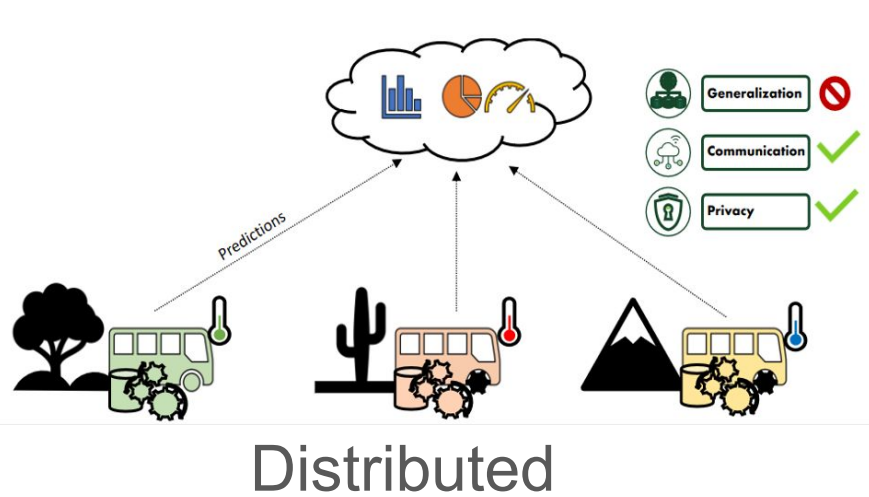 Generalization
Communication
Privacy
Predictions
Distributed